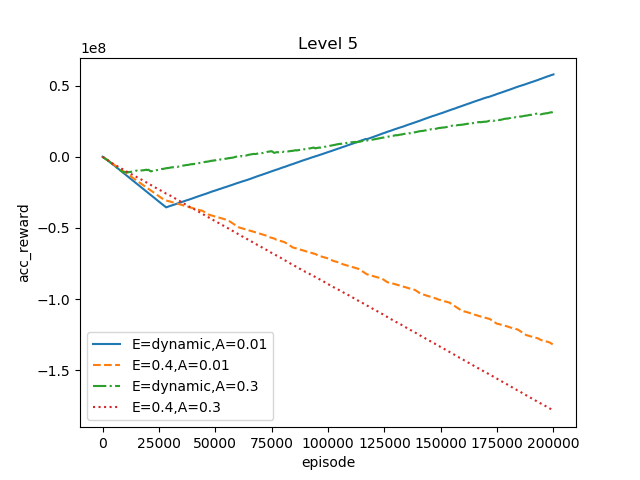 Level 5
1e8
0.5
0.0
−0.5
−1.0
−1.5
acc_reward
E=dynamic,A=0.01
E=0.4,A=0.01
E=dynamic,A=0.3
E=0.4,A=0.3
0 25000 50000 75000 100000 125000 150000 175000 200000
episode